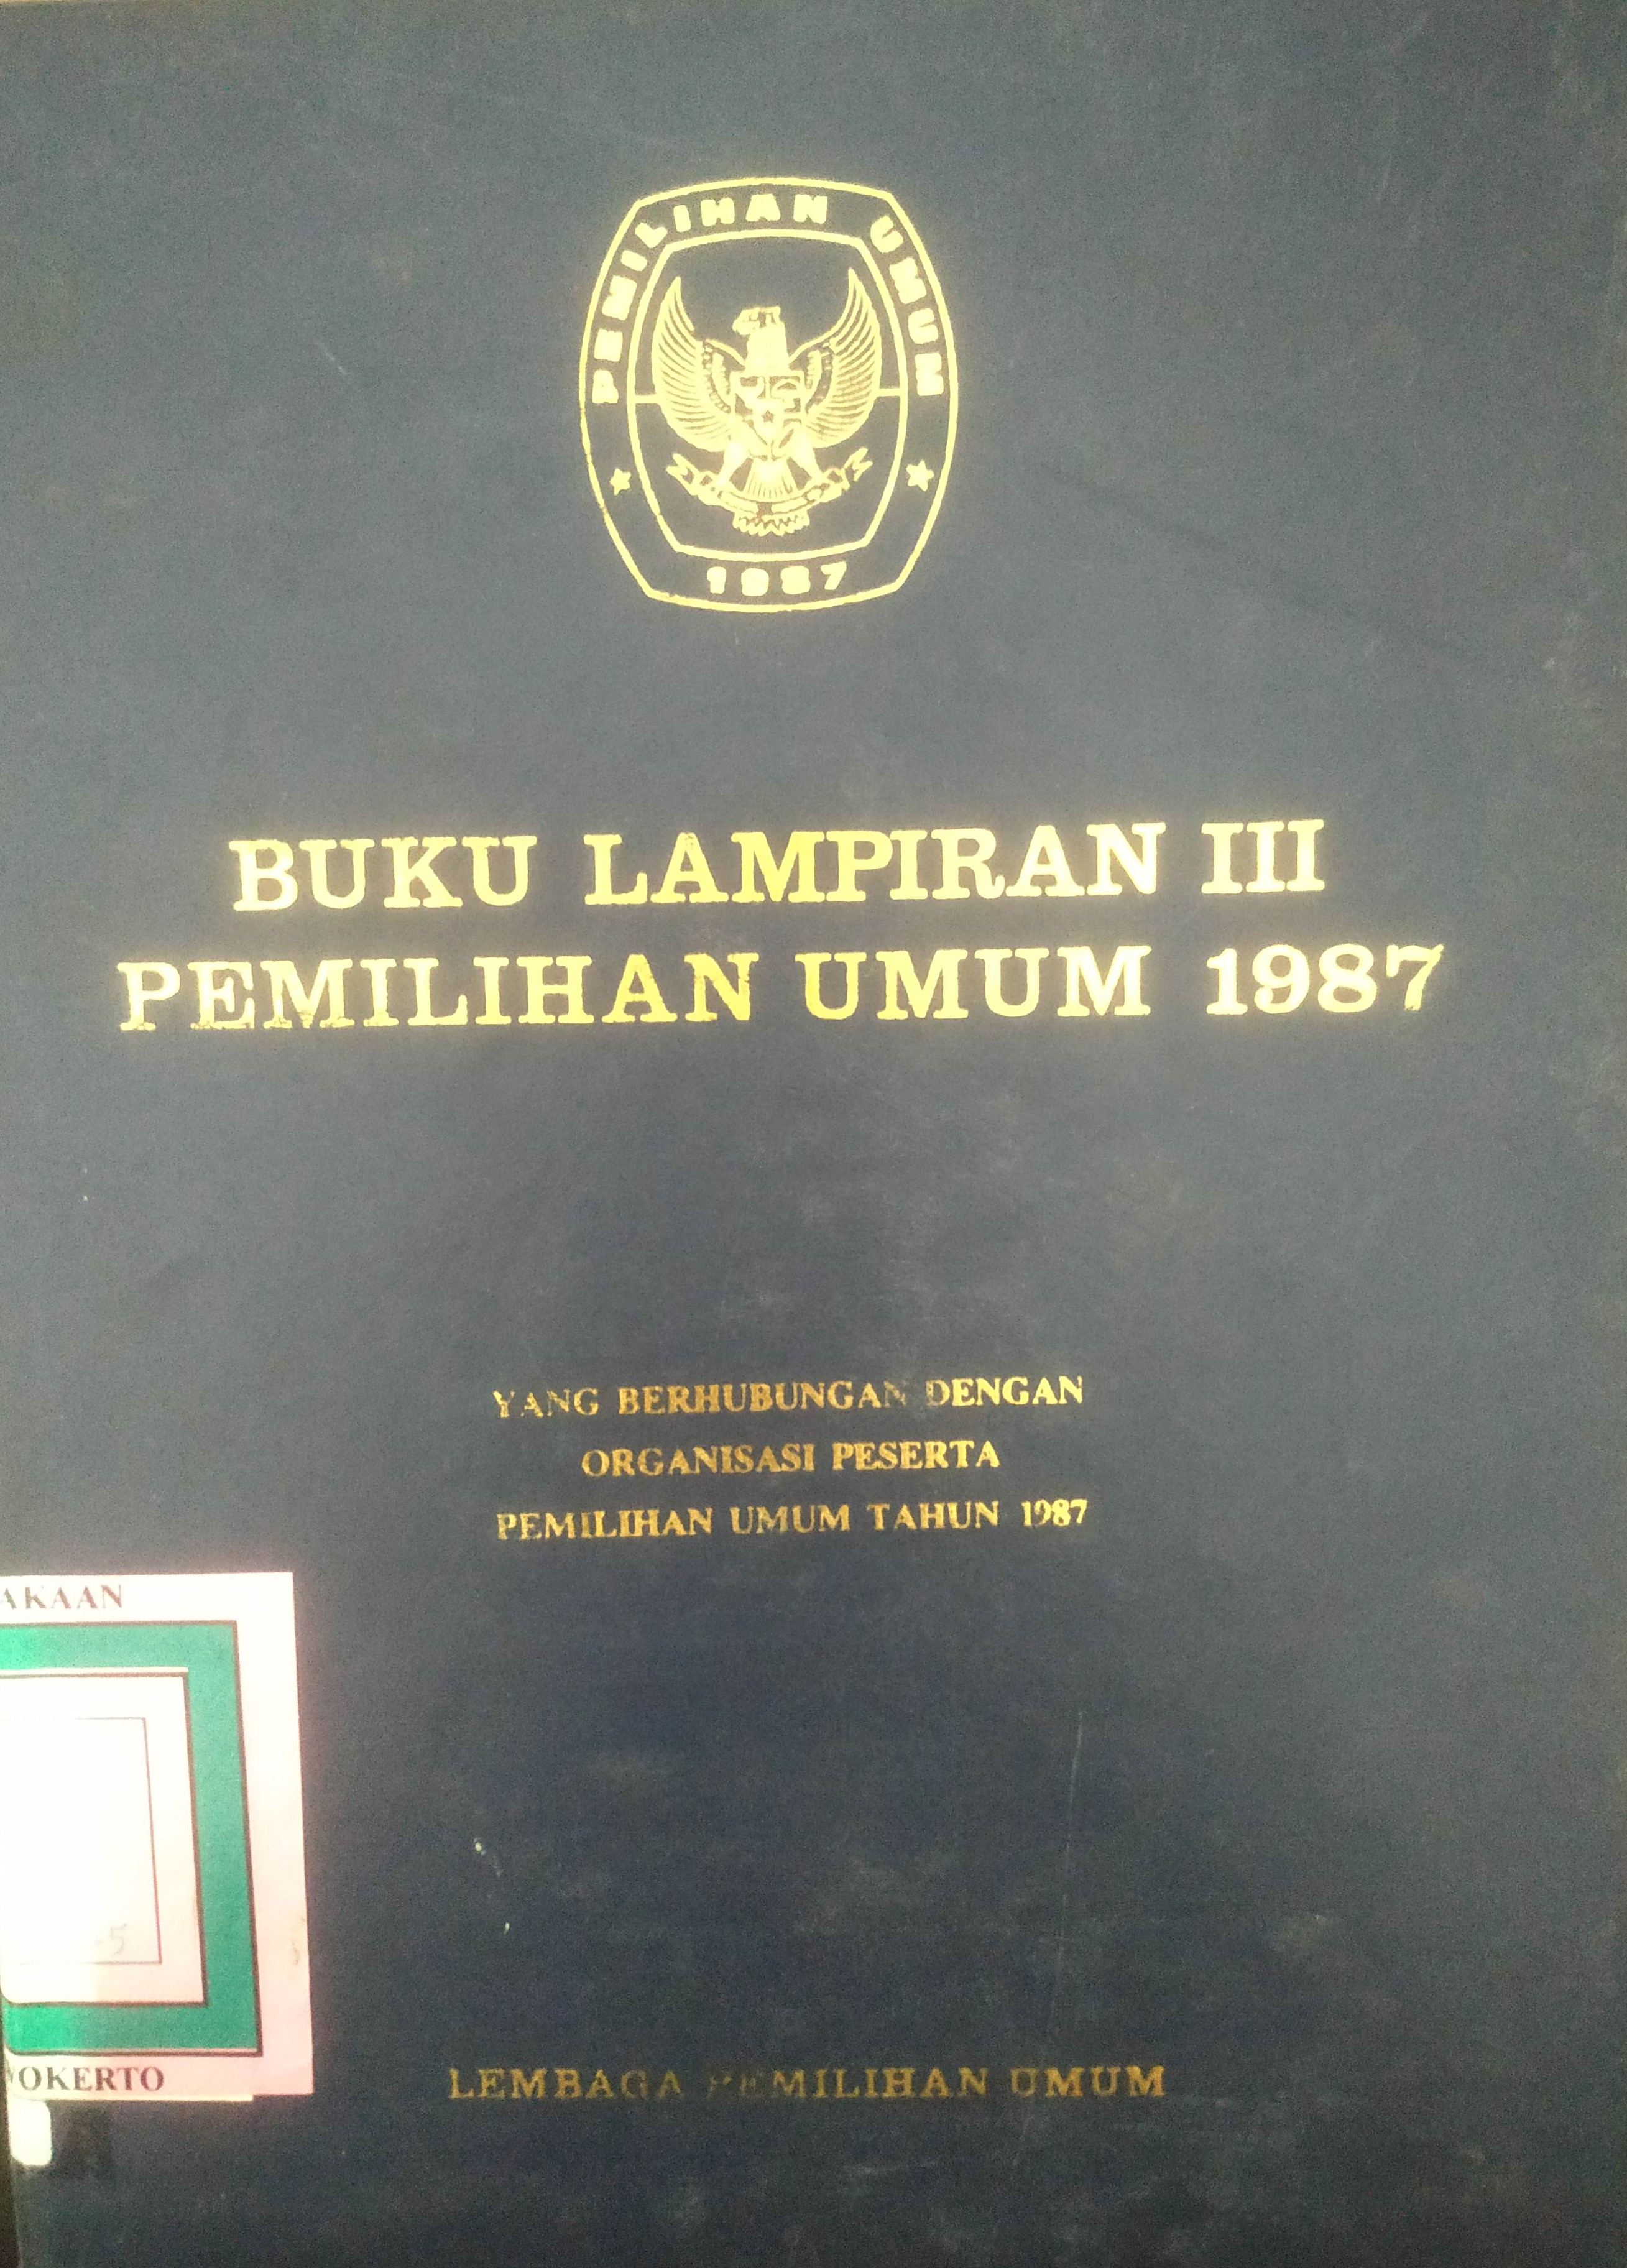 PEMILIHAN UMUM
1987
BUKU LAMPIRAN III
PEMILIHAN UMUM 1987
YANG BERHUBUNGAN DENGAN
ORGANISASI PESERTA
PEMILIHAN UMUM TAHUN 1987
AKAAN
-5
OKERTO
LEMBAGA PEMILIHAN UMUM